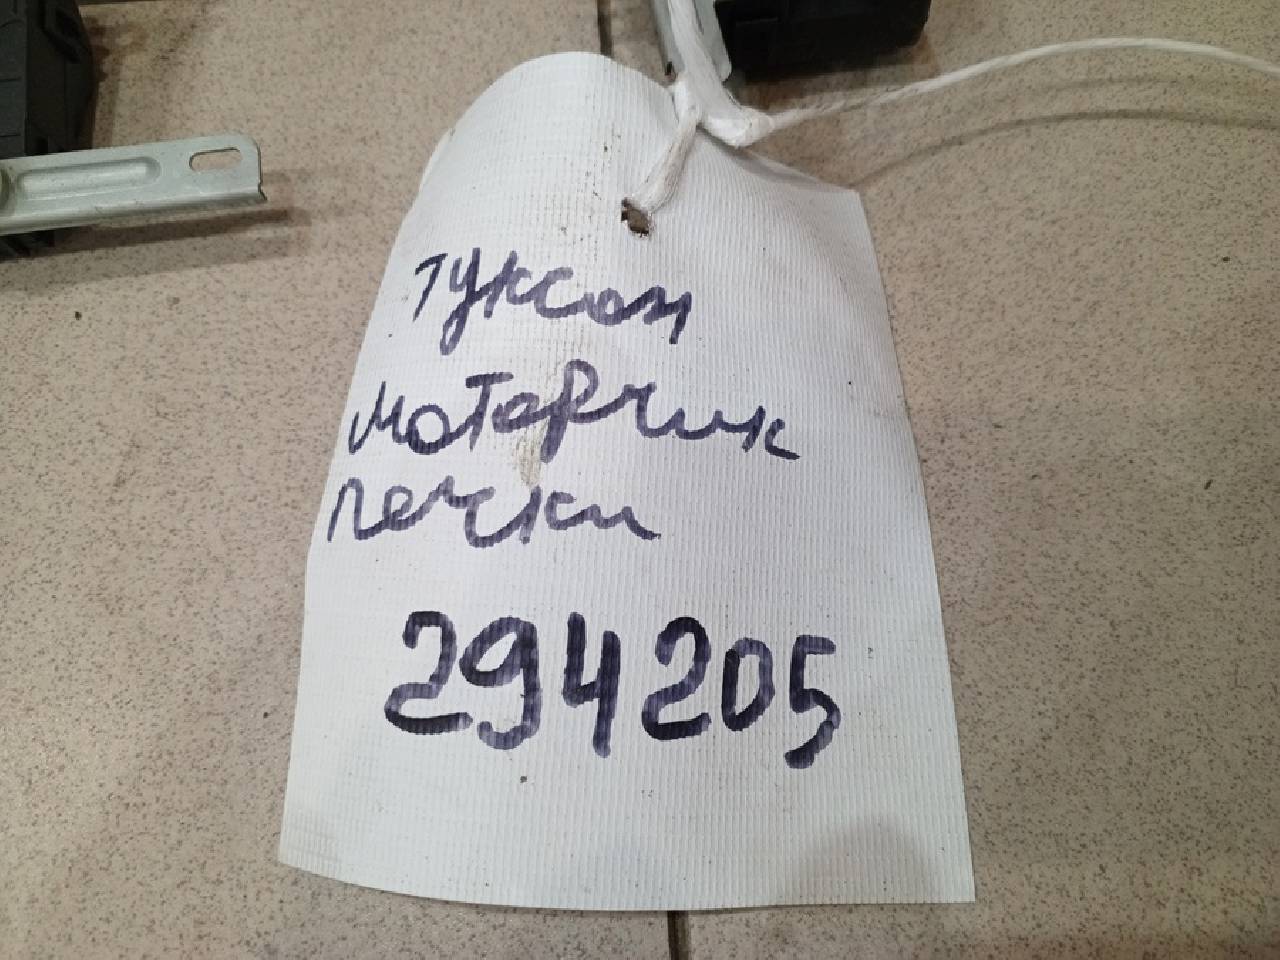 Туксон
моторчик
печки
294205